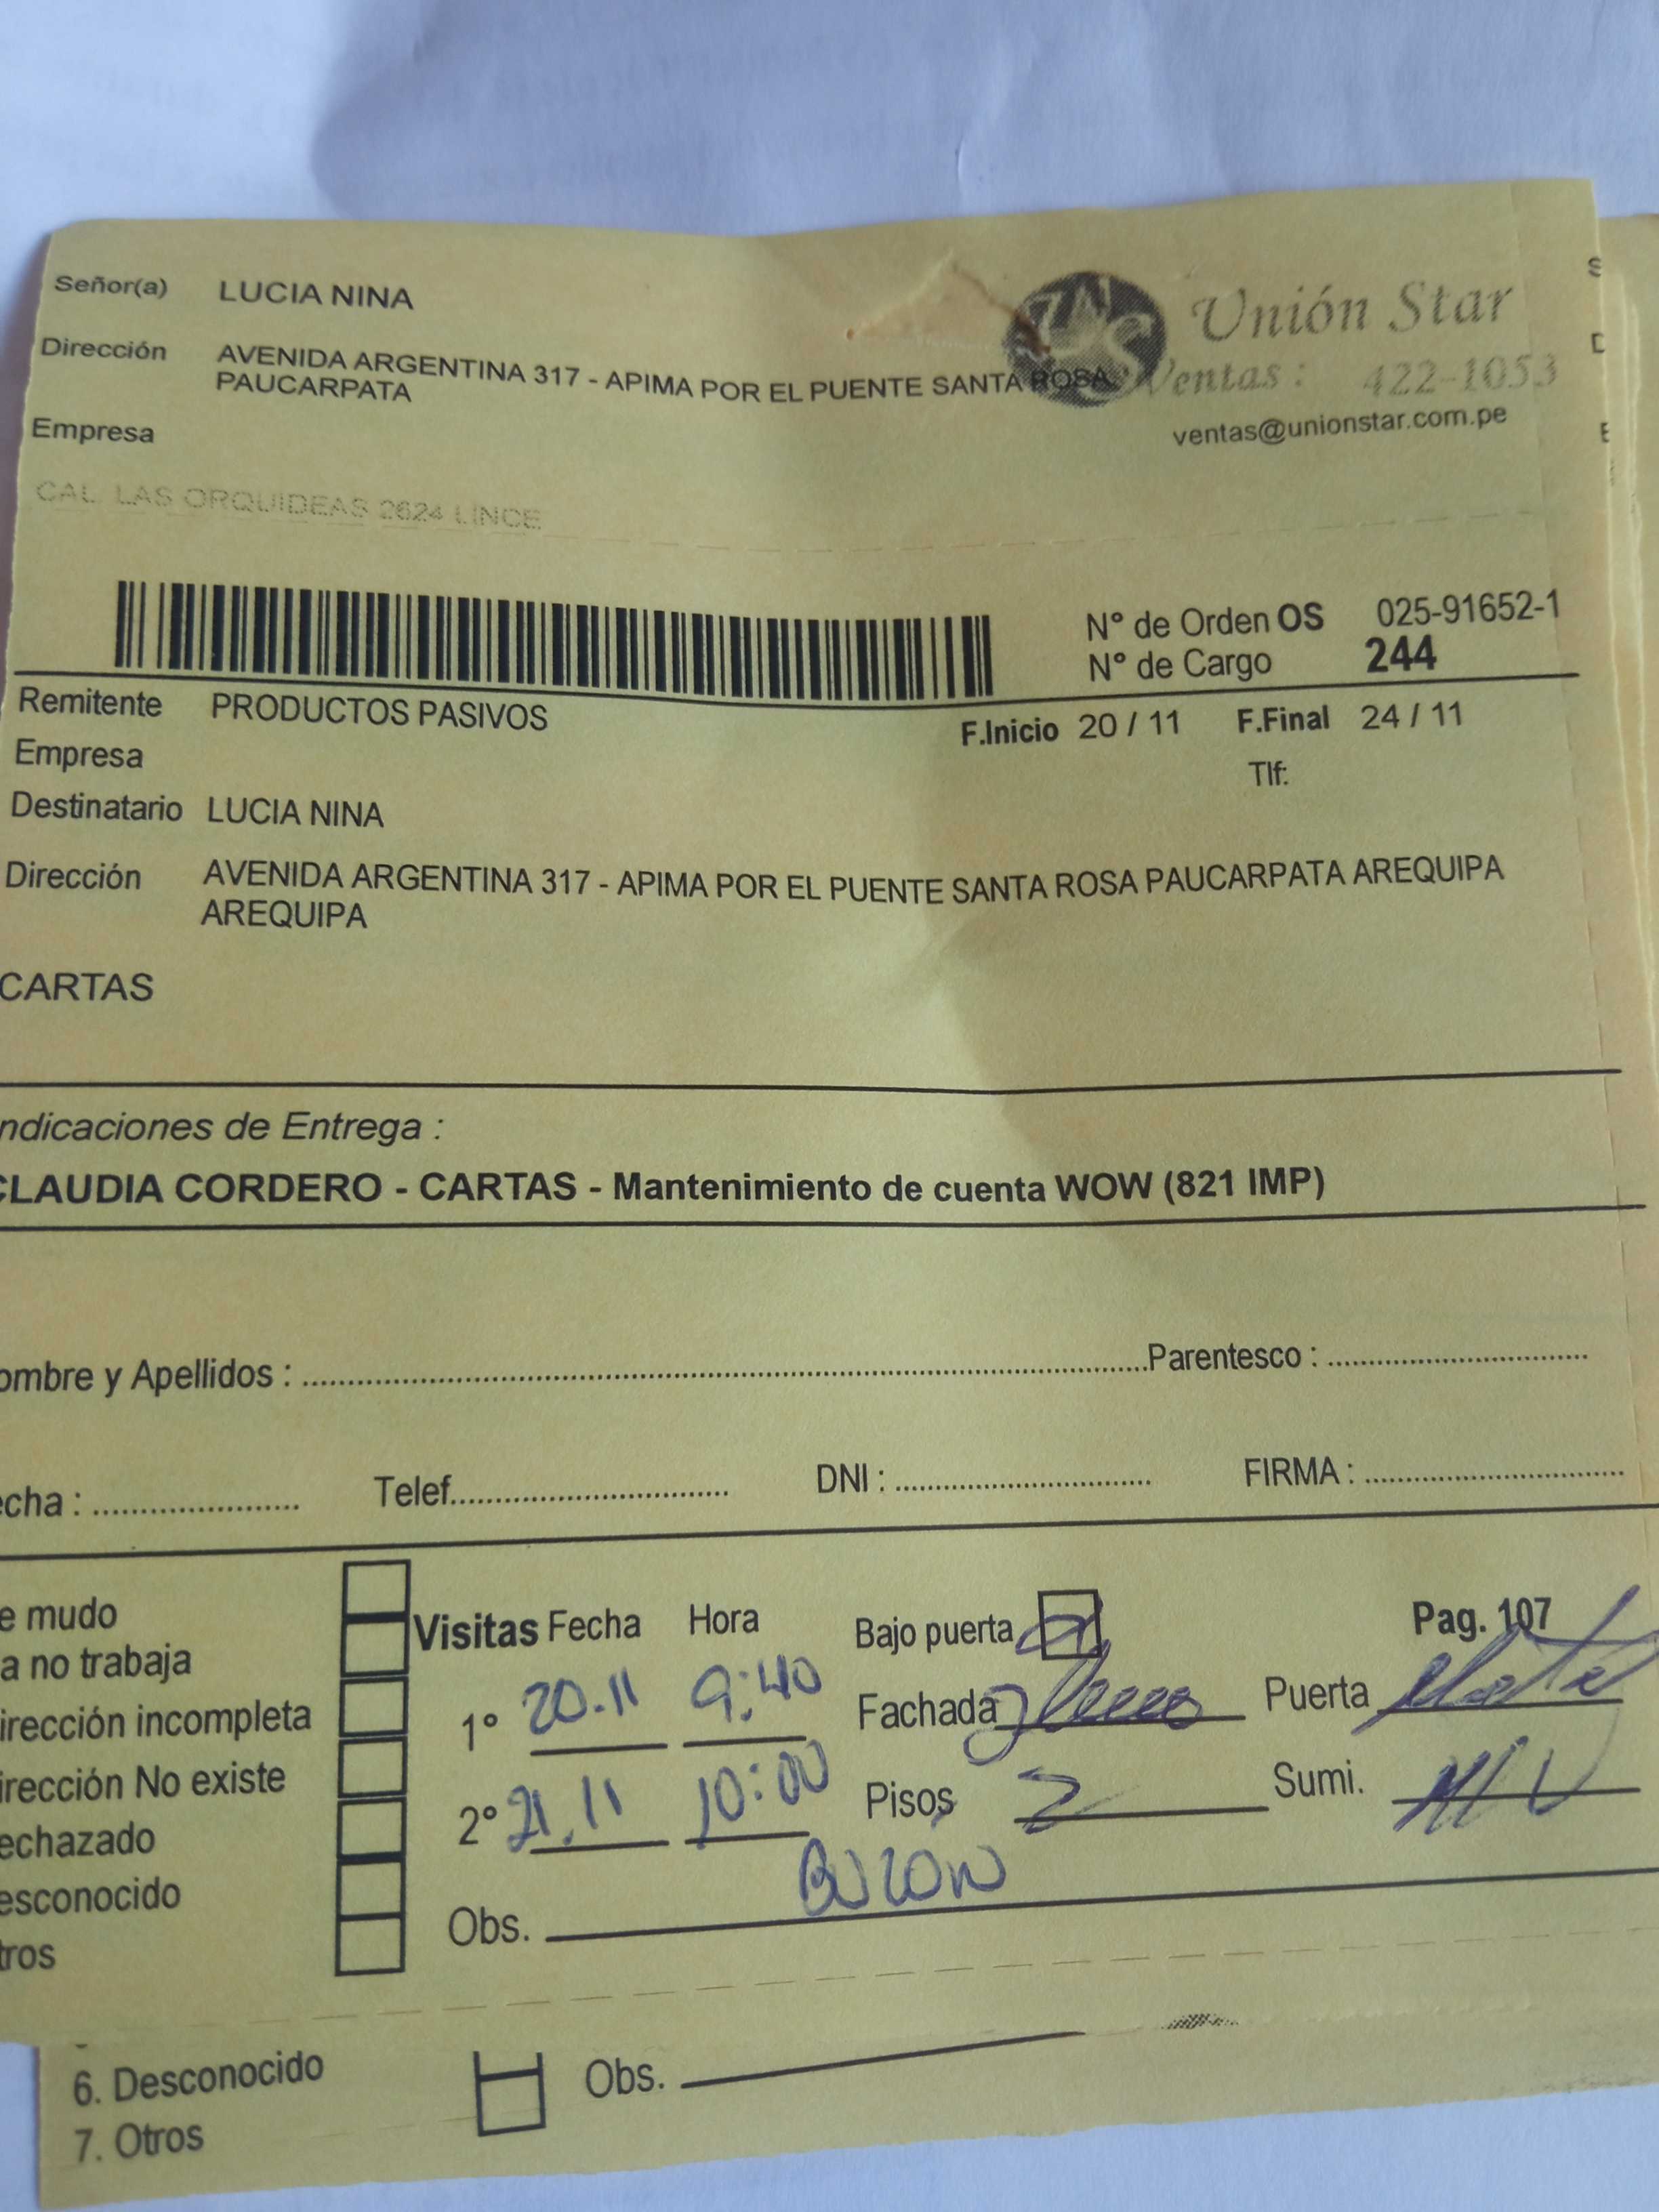 Señor(a) LUCIA NINA
Unión Star
Dirección AVENIDA ARGENTINA 317 - APIMA POR EL PUENTE SANTA ROSA
PAUCARPATA
Ventas : 422-1053
Empresa
ventas@unionstar.com.pe
CAL. LAS ORQUIDEAS 2624 LINCE
N° de Orden OS 025-91652-1
N° de Cargo 244
Remitente PRODUCTOS PASIVOS
F.Inicio 20 / 11 F.Final 24 / 11
Empresa
Tlf:
Destinatario LUCIA NINA
Dirección AVENIDA ARGENTINA 317 - APIMA POR EL PUENTE SANTA ROSA PAUCARPATA AREQUIPA
AREQUIPA
CARTAS
ndicaciones de Entrega :
CLAUDIA CORDERO - CARTAS - Mantenimiento de cuenta WOW (821 IMP)
ombre y Apellidos : Parentesco :
echa : Telef. DNI : FIRMA :
e mudo
a no trabaja
irección incompleta
irección No existe
echazado
esconocido
tros
Visitas Fecha Hora
1° 20.11 9:40
2° 21.11 10:00
Bajo puerta
Pag. 107
Fachada Puerta
Pisos 2 Sumi.
Obs. BUZON
6. Desconocido
Obs.
7. Otros